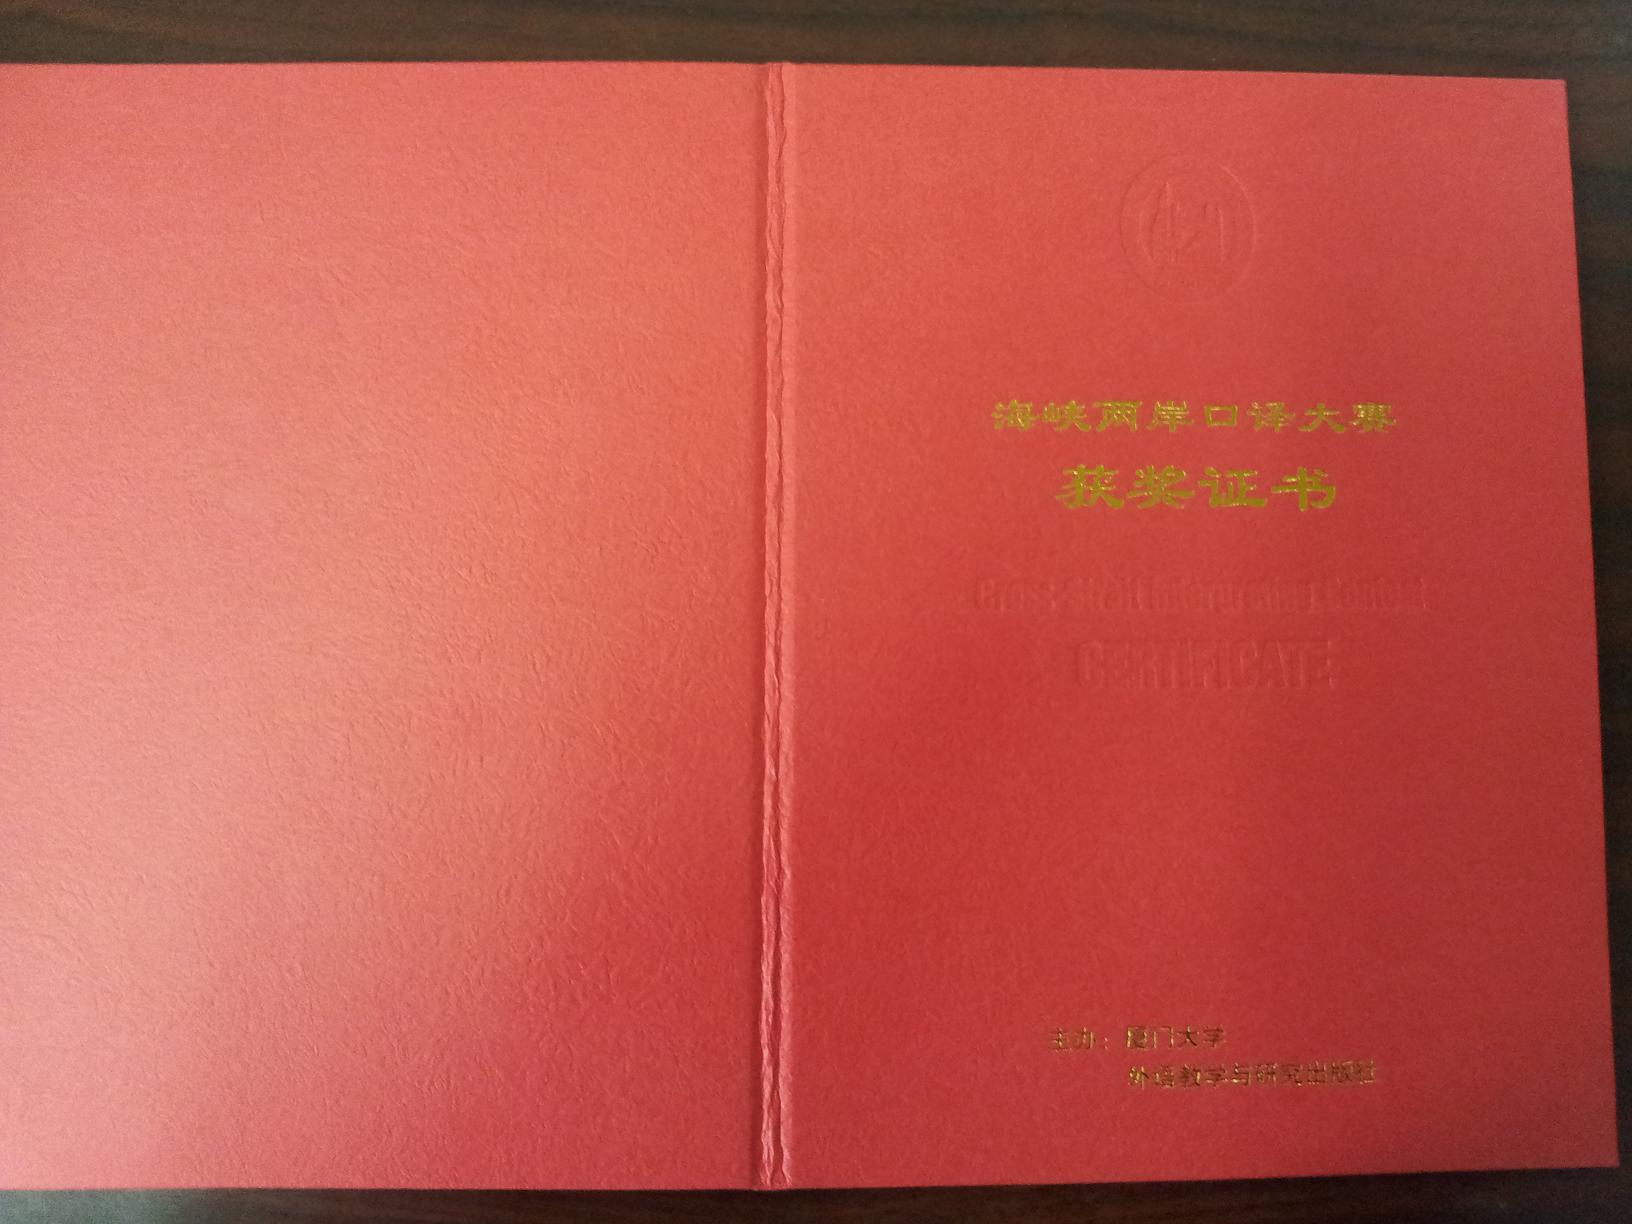 海峡两岸口译大赛
获奖证书
Cross-Strait Interpreting Contest
CERTIFICATE
主办：厦门大学
外语教学与研究出版社